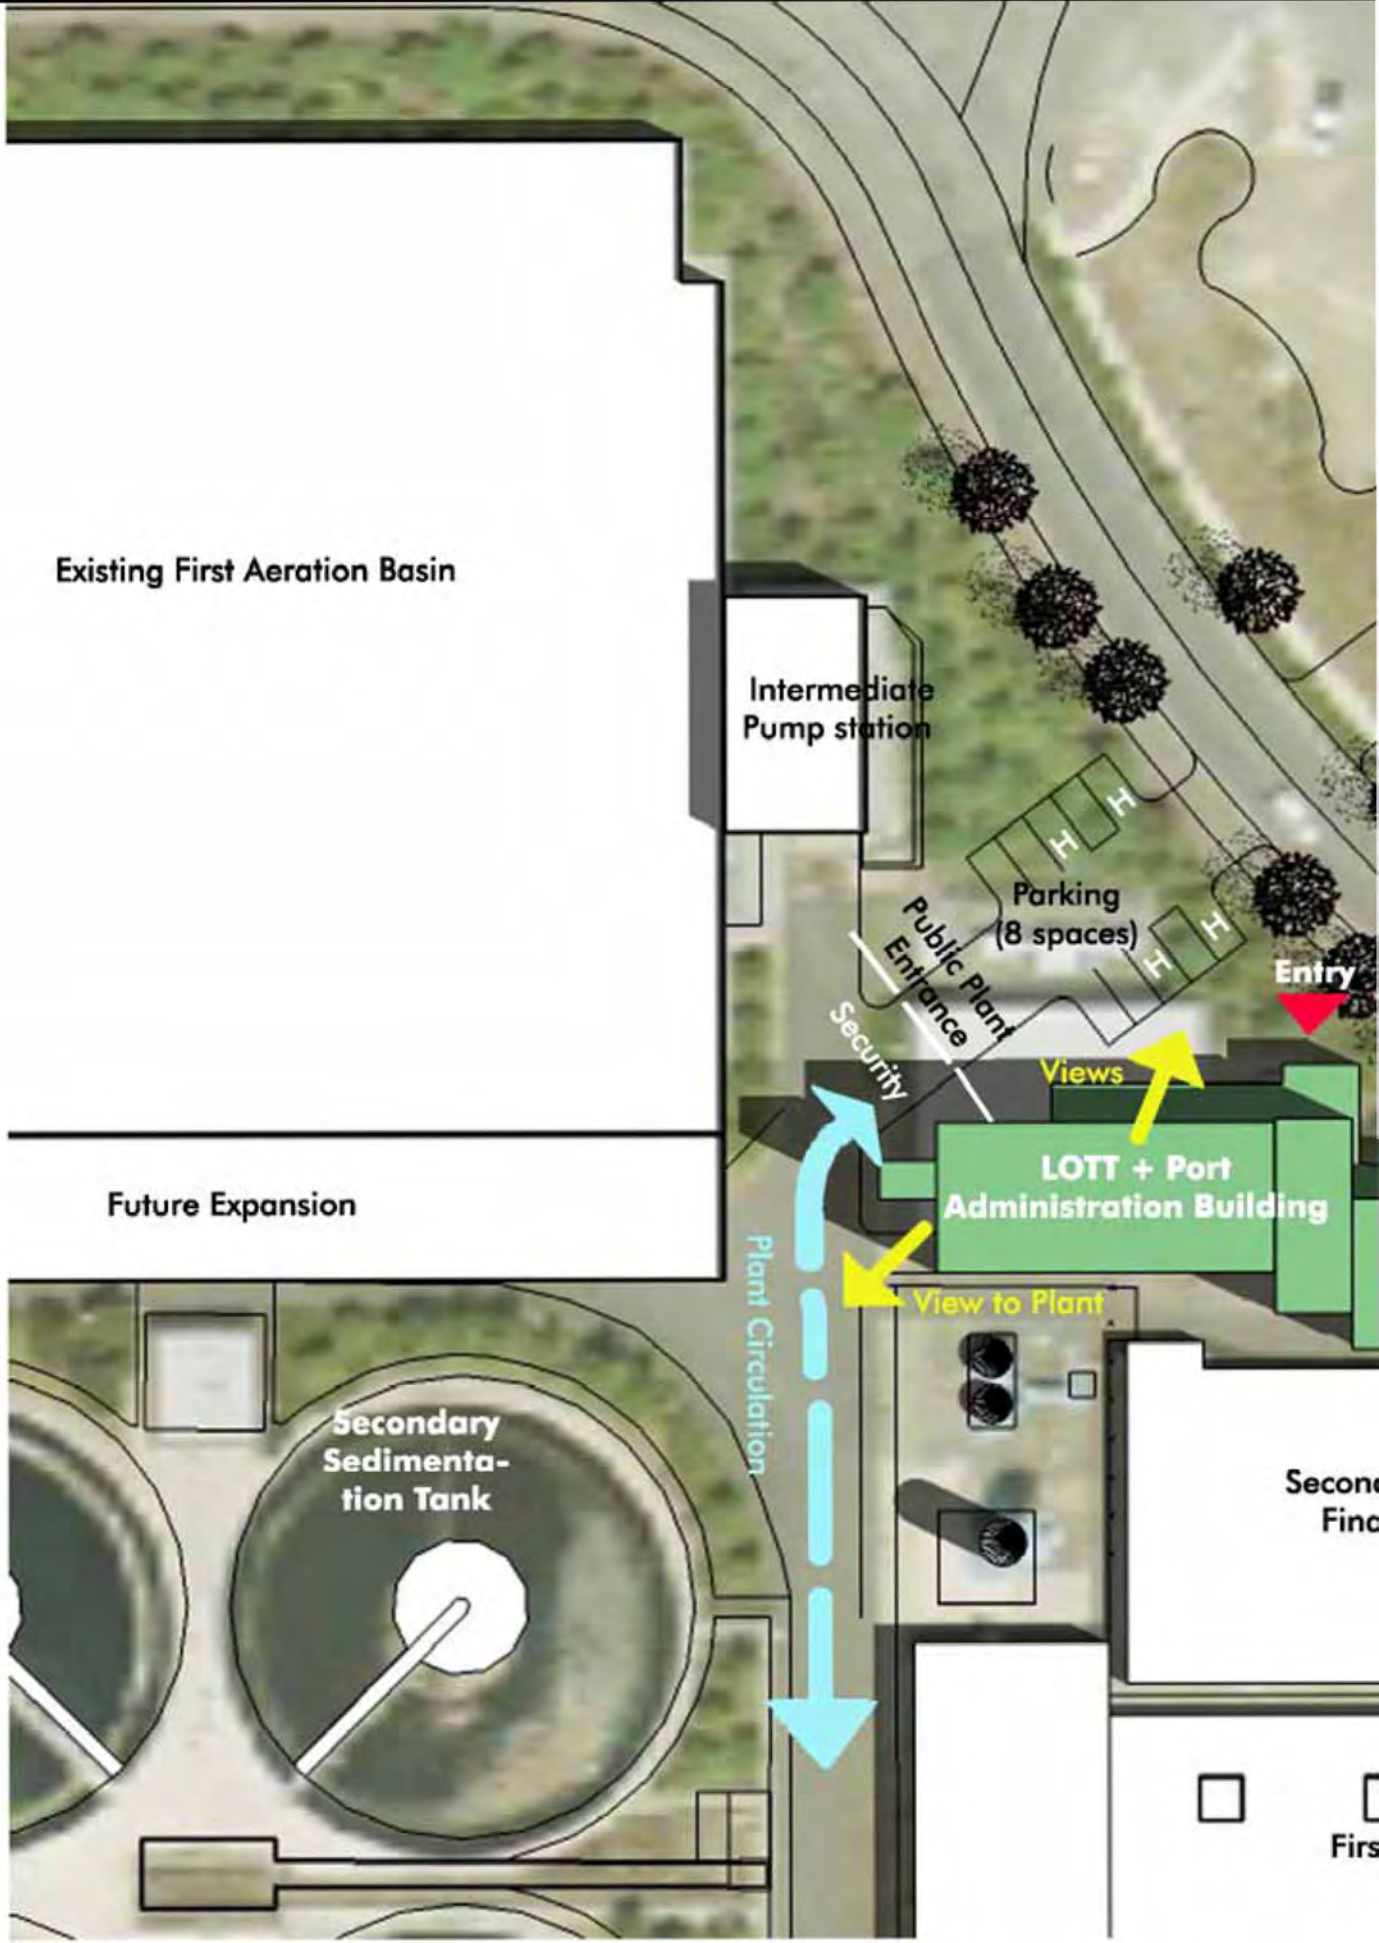 Existing First Aeration Basin
Intermediate
Pump station
H
H
Parking
(8 spaces)
H
H
Public Plant
Entrance
Entry
Security
Views
LOTT + Port
Administration Building
Future Expansion
Plant Circulation
View to Plant
Secondary
Sedimenta-
tion Tank